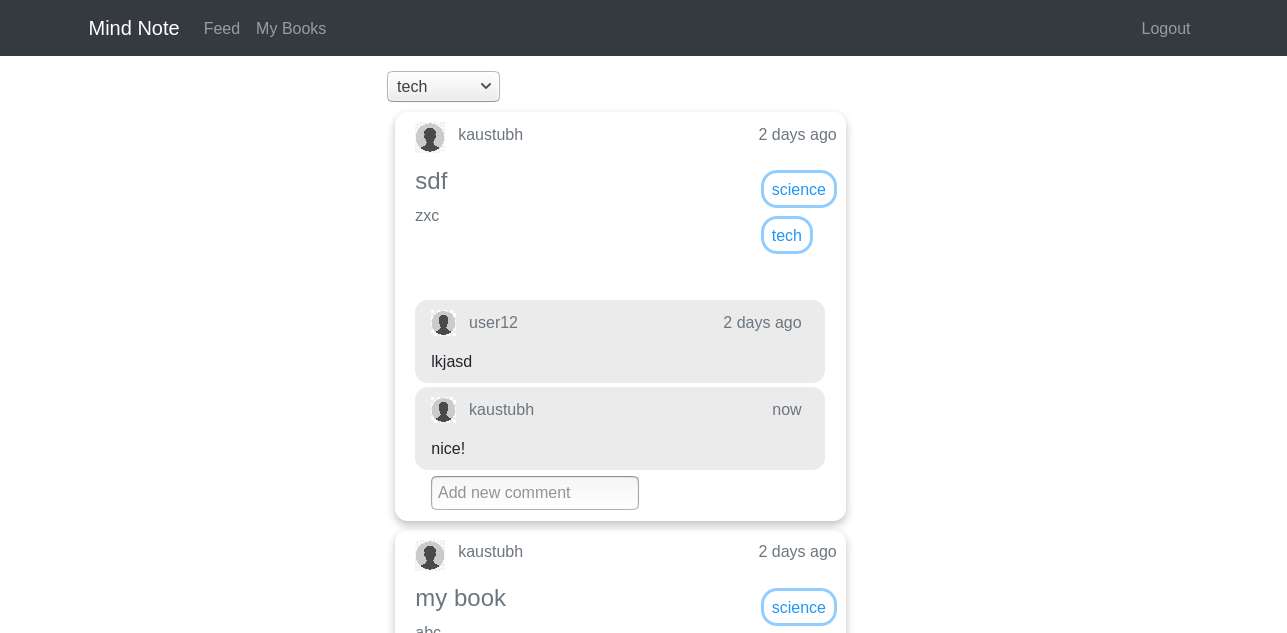 Mind Note Feed My Books Logout
tech
kaustubh 2 days ago
sdf science
zxc
tech
user12 2 days ago
lkjasd
kaustubh now
nice!
Add new comment
kaustubh 2 days ago
my book science
abc